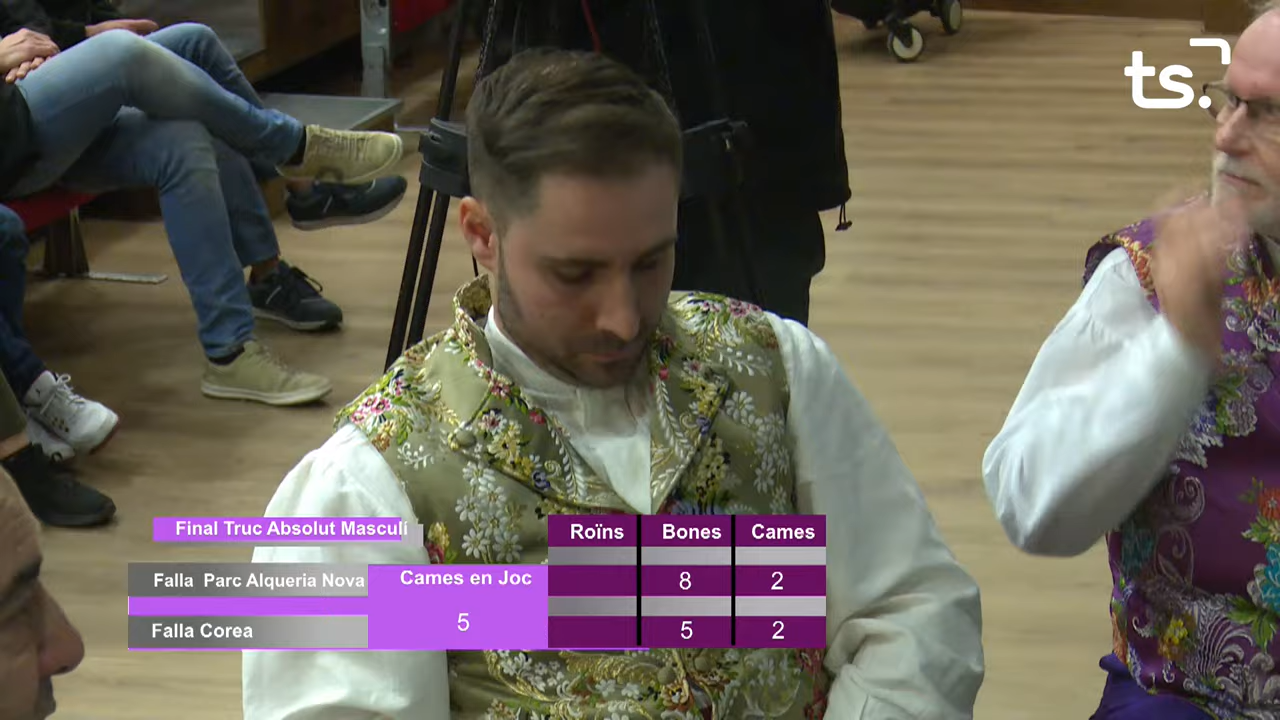 ts.
Final Truc Absolut Masculí
Roïns Bones Cames
Falla Parc Alqueria Nova
Cames en Joc
8 2
5
Falla Corea
5 2